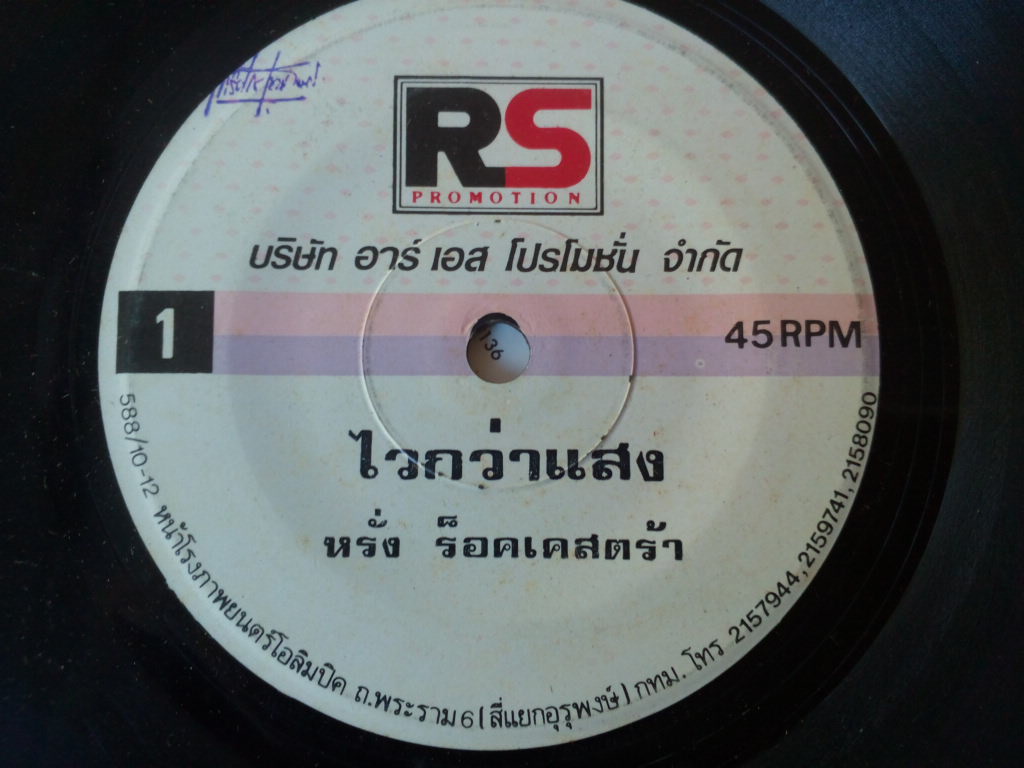 RS
PROMOTION
บริษัท อาร์ เอส โปรโมชั่น จำกัด
1
45 RPM
136
ไวกว่าแสง
หรั่ง ร็อคเคสตร้า
588/10-12 หน้าโรงภาพยนตร์โอลิมปิค ถ.พระราม 6 (สี่แยกอุรุพงษ์) กทม. โทร 2157944, 2159741, 2158090